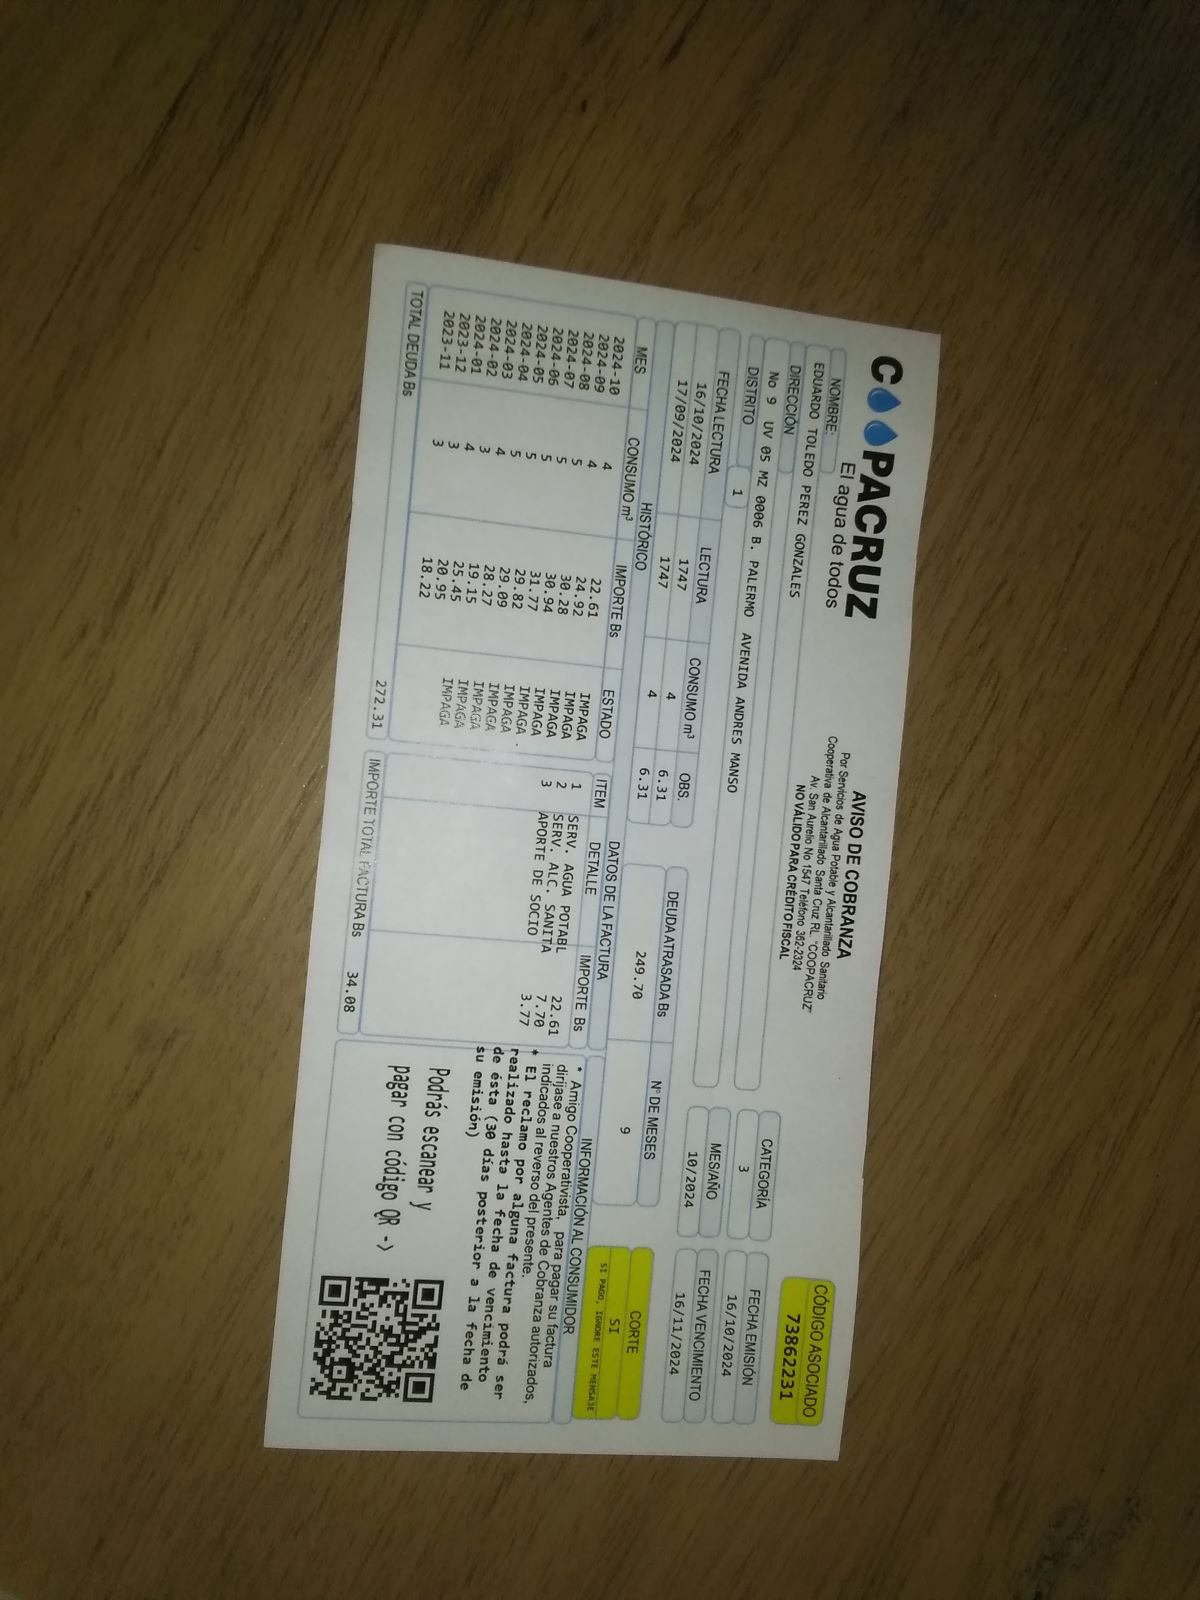 COOPACRUZ
El agua de todos
AVISO DE COBRANZA
Por Servicios de Agua Potable y Alcantarillado Sanitario
Cooperativa de Alcantarillado Santa Cruz RL. "COOPACRUZ"
Av. San Aurelio No 1547 Teléfono 362-2324
NO VÁLIDO PARA CRÉDITO FISCAL
CÓDIGO ASOCIADO
73862231
NOMBRE:
EDUARDO TOLEDO PEREZ GONZALES
DIRECCIÓN
No 9 UV 05 MZ 0006 B. PALERMO AVENIDA ANDRES MANSO
DISTRITO 1
CATEGORÍA
3
FECHA EMISIÓN
16/10/2024
MES/AÑO
10/2024
FECHA VENCIMIENTO
16/11/2024
FECHA LECTURA LECTURA CONSUMO m³ OBS.
16/10/2024 1747 4 6.31
17/09/2024 1747 4 6.31
DEUDA ATRASADA Bs Nº DE MESES
249.70 9
CORTE
SI
SI PAGO, IGNORE ESTE MENSAJE
HISTÓRICO
MES CONSUMO m³ IMPORTE Bs ESTADO
2024-10 4 22.61 IMPAGA
2024-09 4 24.92 IMPAGA
2024-08 5 30.28 IMPAGA
2024-07 5 30.94 IMPAGA
2024-06 5 31.77 IMPAGA
2024-05 5 29.82 IMPAGA
2024-04 5 29.09 IMPAGA
2024-03 4 28.27 IMPAGA
2024-02 3 19.15 IMPAGA
2024-01 4 25.45 IMPAGA
2023-12 3 20.95
2023-11 3 18.22
TOTAL DEUDA Bs 272.31
DATOS DE LA FACTURA
ITEM DETALLE IMPORTE Bs
1 SERV. AGUA POTABL 22.61
2 SERV. ALC. SANITA 7.70
3 APORTE DE SOCIO 3.77
IMPORTE TOTAL FACTURA Bs 34.08
INFORMACIÓN AL CONSUMIDOR
* Amigo Cooperativista, para pagar su factura
diríjase a nuestros Agentes de Cobranza autorizados,
indicados al reverso del presente.
* El reclamo por alguna factura podrá ser
realizado hasta la fecha de vencimiento
de ésta (30 días posterior a la fecha de
su emisión)
Podrás escanear y
pagar con código QR -)